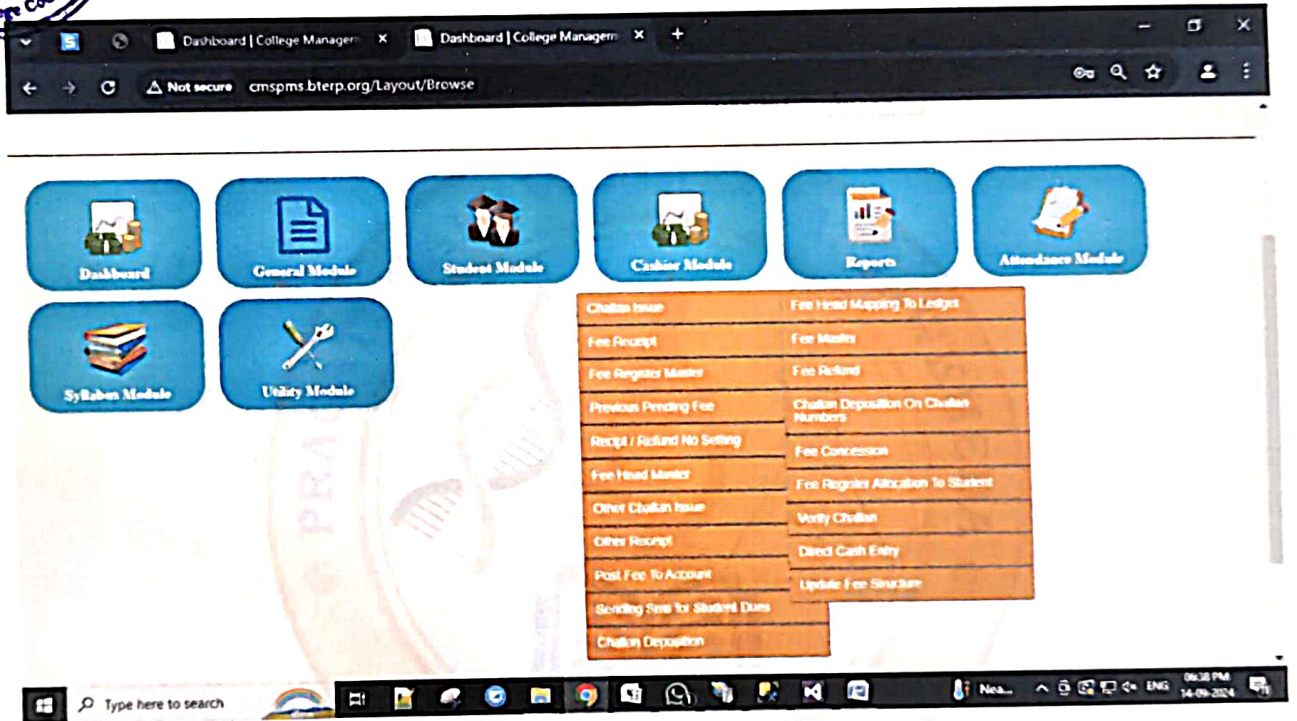 Dashboard | College Managem
Dashboard | College Managem
Not secure cmspms.bterp.org/Layout/Browse
Dashboard
General Module
Student Module
Cashier Module
Reports
Attendance Module
Syllabus Module
Utility Module
Challan Issue
Fee Receipt
Fee Register Master
Previous Pending Fee
Recipt / Refund No Setting
Fee Head Master
Other Challan Issue
Other Receipt
Post Fee To Account
Sending Sms for Student Dues
Challan Deposition
Fee Head Mapping To Ledger
Fee Master
Fee Refund
Challan Deposition On Challan
Numbers
Fee Concession
Fee Register Allocation To Student
Verify Challan
Direct Cash Entry
Update Fee Structure
PRA
Type here to search
Nea...
ENG
06:38 PM
14-09-2024